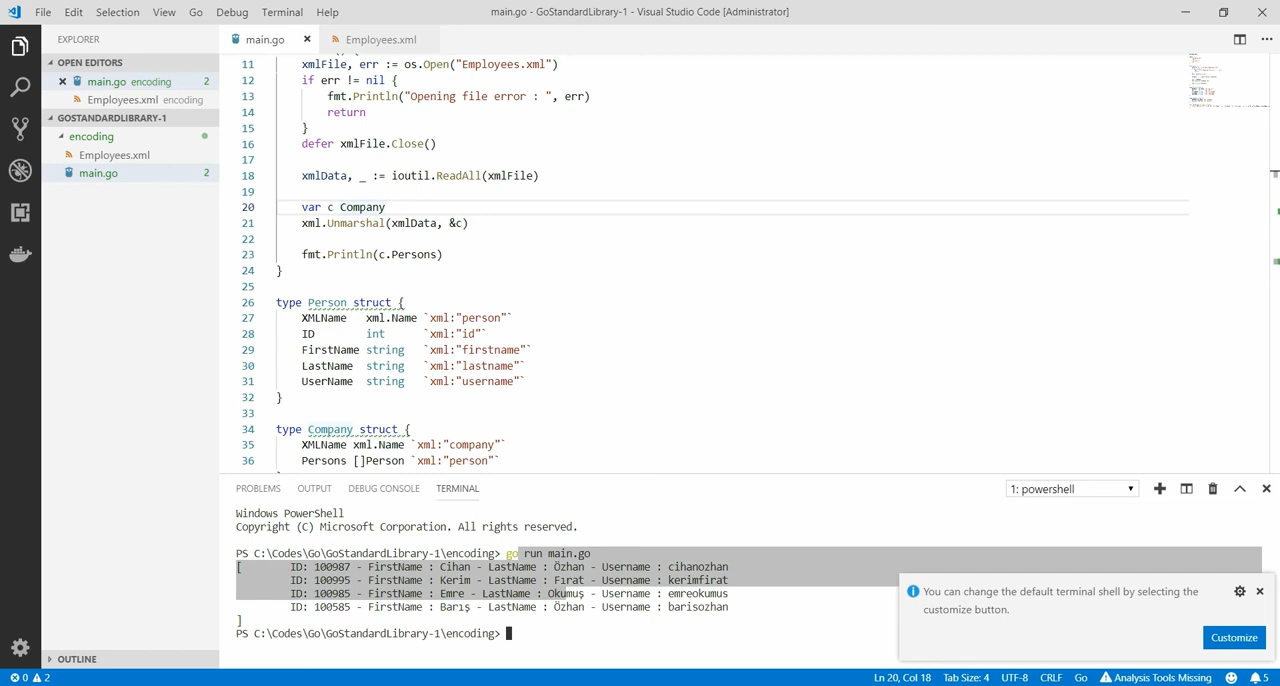 File Edit Selection View Go Debug Terminal Help main.go - GoStandardLibrary-1 - Visual Studio Code [Administrator]
EXPLORER
OPEN EDITORS
main.go encoding 2
Employees.xml encoding
GOSTANDARDLIBRARY-1
encoding
Employees.xml
main.go 2
OUTLINE
main.go
Employees.xml
11 xmlFile, err := os.Open("Employees.xml")
12 if err != nil {
13 fmt.Println("Opening file error : ", err)
14 return
15 }
16 defer xmlFile.Close()
17
18 xmlData, _ := ioutil.ReadAll(xmlFile)
19
20 var c Company
21 xml.Unmarshal(xmlData, &c)
22
23 fmt.Println(c.Persons)
24 }
25
26 type Person struct {
27 XMLName xml.Name `xml:"person"`
28 ID int `xml:"id"`
29 FirstName string `xml:"firstname"`
30 LastName string `xml:"lastname"`
31 UserName string `xml:"username"`
32 }
33
34 type Company struct {
35 XMLName xml.Name `xml:"company"`
36 Persons []Person `xml:"person"`
PROBLEMS OUTPUT DEBUG CONSOLE TERMINAL 1: powershell
Windows PowerShell
Copyright (C) Microsoft Corporation. All rights reserved.
PS C:\Codes\Go\GoStandardLibrary-1\encoding> go run main.go
[ ID: 100987 - FirstName : Cihan - LastName : Özhan - Username : cihanozhan
ID: 100995 - FirstName : Kerim - LastName : Fırat - Username : kerimfirat
ID: 100985 - FirstName : Emre - LastName : Okumuş - Username : emreokumus
ID: 100585 - FirstName : Barış - LastName : Özhan - Username : barisozhan
]
PS C:\Codes\Go\GoStandardLibrary-1\encoding>
You can change the default terminal shell by selecting the
customize button.
Customize
0 2 Ln 20, Col 18 Tab Size: 4 UTF-8 CRLF Go Analysis Tools Missing 5